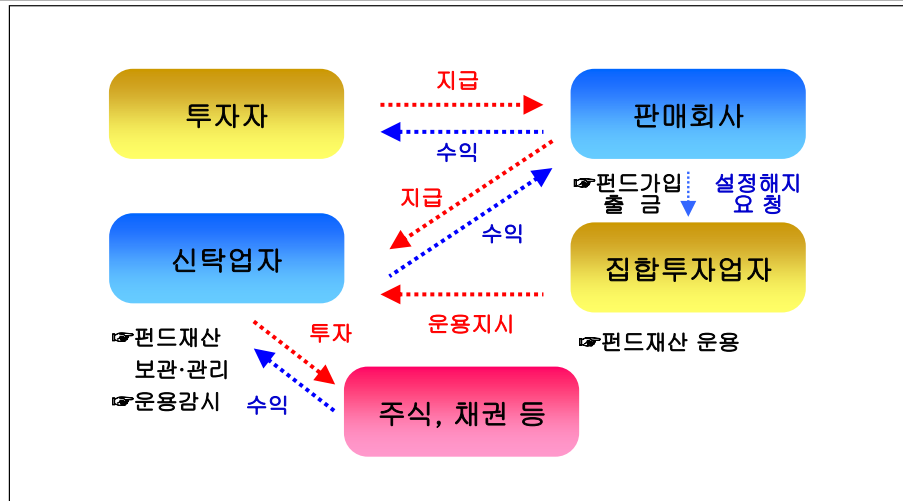 투자자
지급
수익
판매회사
☞펀드가입
출 금
설정해지
요 청
지급
수익
신탁업자
집합투자업자
운용지시
☞펀드재산
보관·관리
☞운용감시
☞펀드재산 운용
투자
수익
주식, 채권 등